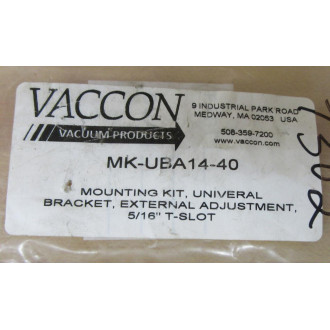 VACCON
VACUUM PRODUCTS
9 INDUSTRIAL PARK ROAD
MEDWAY, MA 02053 USA
508-359-7200
www.vaccon.com
MK-UBA14-40
MOUNTING KIT, UNIVERAL
BRACKET, EXTERNAL ADJUSTMENT,
5/16" T-SLOT